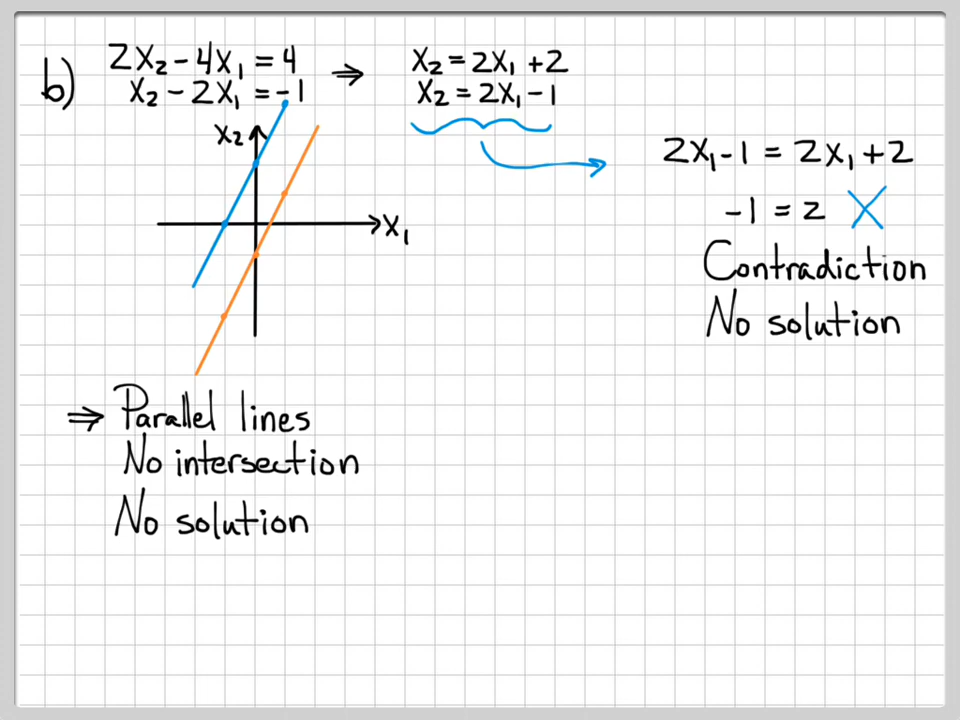 b) 2x₂ - 4x₁ = 4 ⇒ x₂ = 2x₁ + 2
x₂ - 2x₁ = -1 x₂ = 2x₁ - 1
x₂
x₁
2x₁ - 1 = 2x₁ + 2
-1 = 2 X
Contradiction
No solution
⇒ Parallel lines
No intersection
No solution